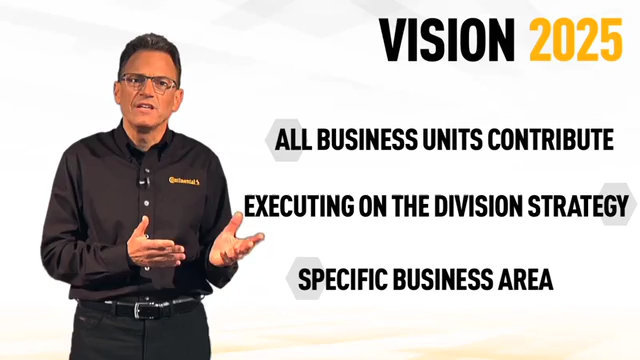 VISION 2025
ALL BUSINESS UNITS CONTRIBUTE
Continental
EXECUTING ON THE DIVISION STRATEGY
SPECIFIC BUSINESS AREA